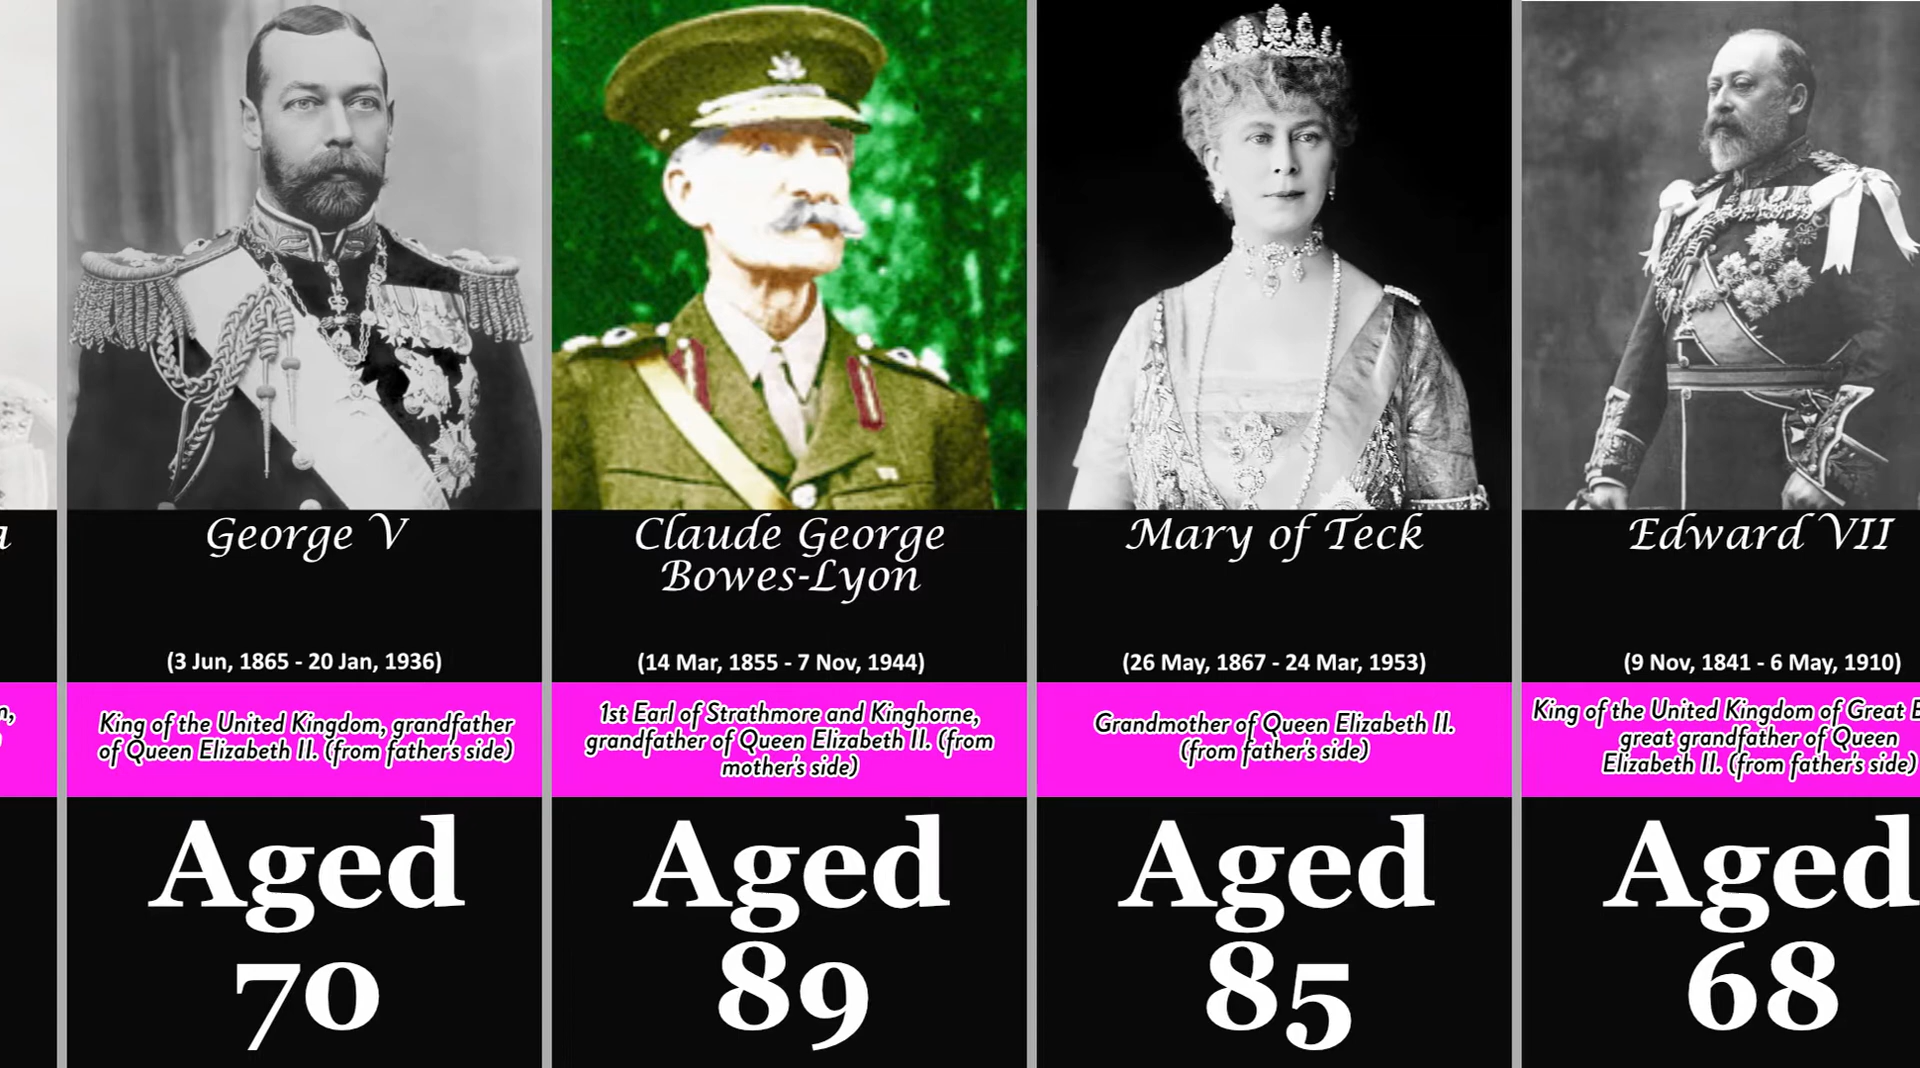 a
n,
)
George V
(3 Jun, 1865 - 20 Jan, 1936)
King of the United Kingdom, grandfather
of Queen Elizabeth II. (from father's side)
Aged
70
Claude George
Bowes-Lyon
(14 Mar, 1855 - 7 Nov, 1944)
1st Earl of Strathmore and Kinghorne,
grandfather of Queen Elizabeth II. (from
mother's side)
Aged
89
Mary of Teck
(26 May, 1867 - 24 Mar, 1953)
Grandmother of Queen Elizabeth II.
(from father's side)
Aged
85
Edward VII
(9 Nov, 1841 - 6 May, 1910)
King of the United Kingdom of Great
great grandfather of Queen
Elizabeth II. (from father's side)
Aged
68